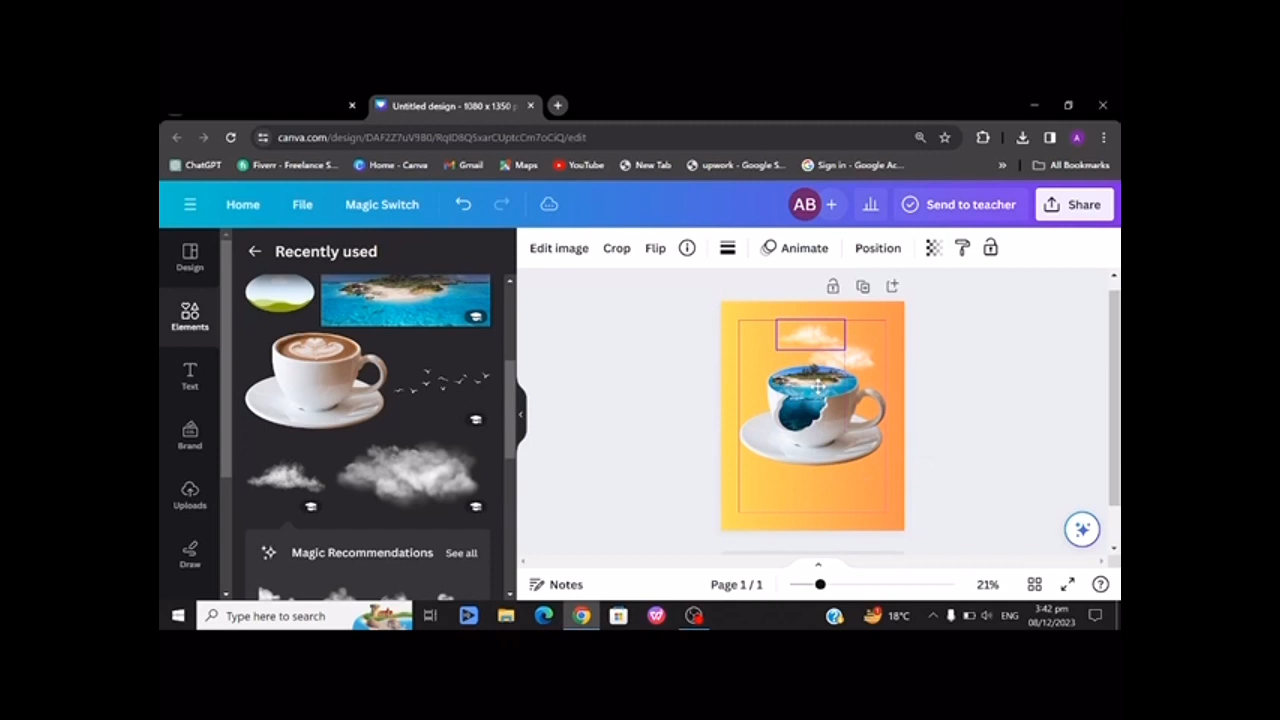 Untitled design - 1080 x 1350 p
canva.com/design/DAF2Z7uV9B0/RqID8Q5xarCUptcCm7oCiQ/edit
ChatGPT Fiverr - Freelance S... Home - Canva Gmail Maps YouTube New Tab upwork - Google S... Sign in - Google Ac... » All Bookmarks
Home File Magic Switch AB + Send to teacher Share
Design
Elements
Text
Brand
Uploads
Draw
Recently used
Magic Recommendations See all
Edit image Crop Flip Animate Position
Notes Page 1 / 1 21%
Type here to search 18°C ENG 3:42 pm
08/12/2023